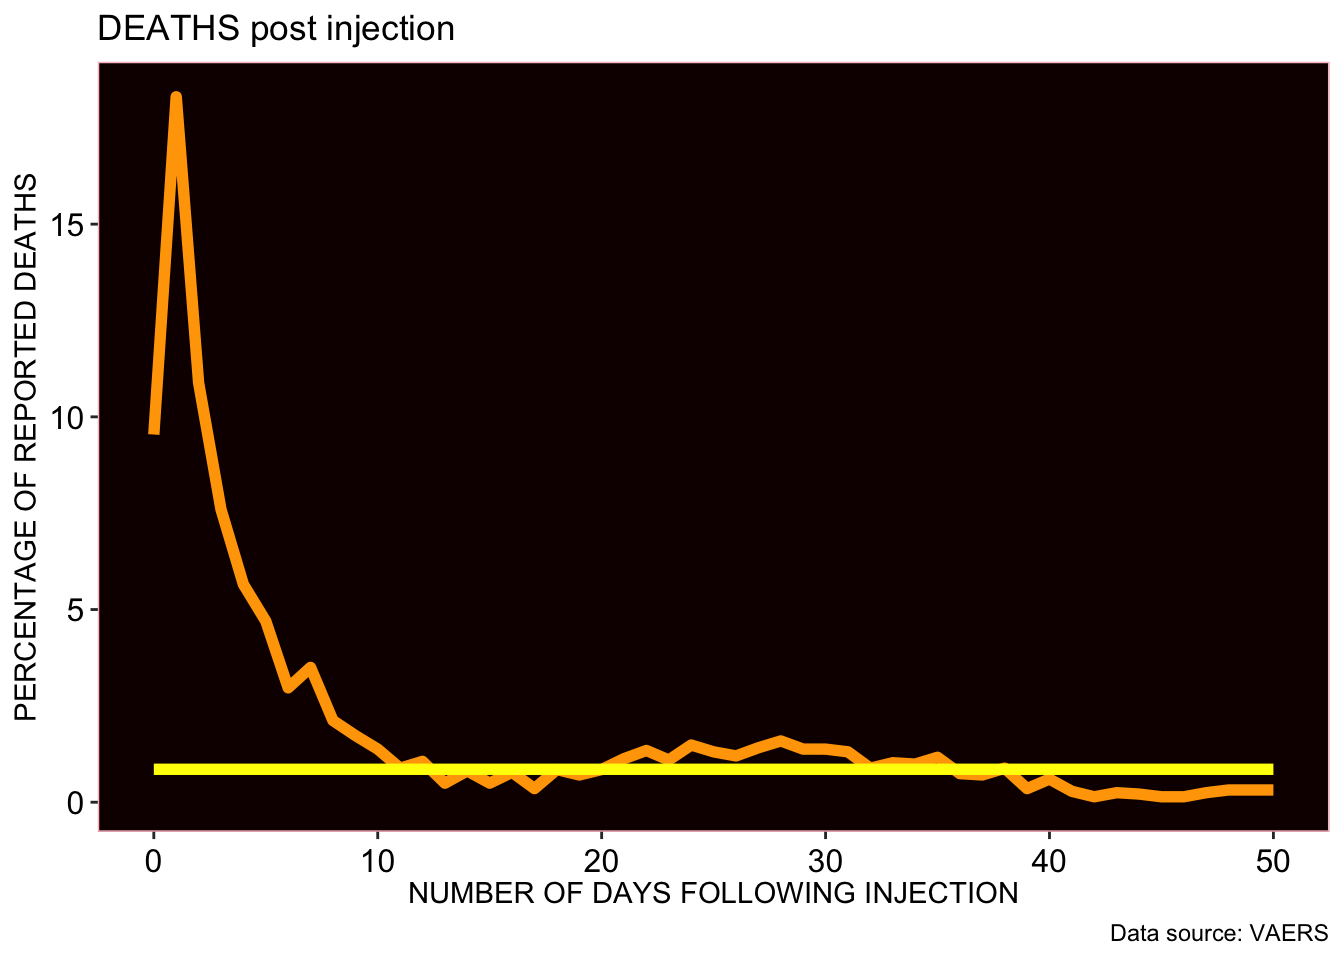 DEATHS post injection
PERCENTAGE OF REPORTED DEATHS
15
10
5
0
0 10 20 30 40 50
NUMBER OF DAYS FOLLOWING INJECTION
Data source: VAERS